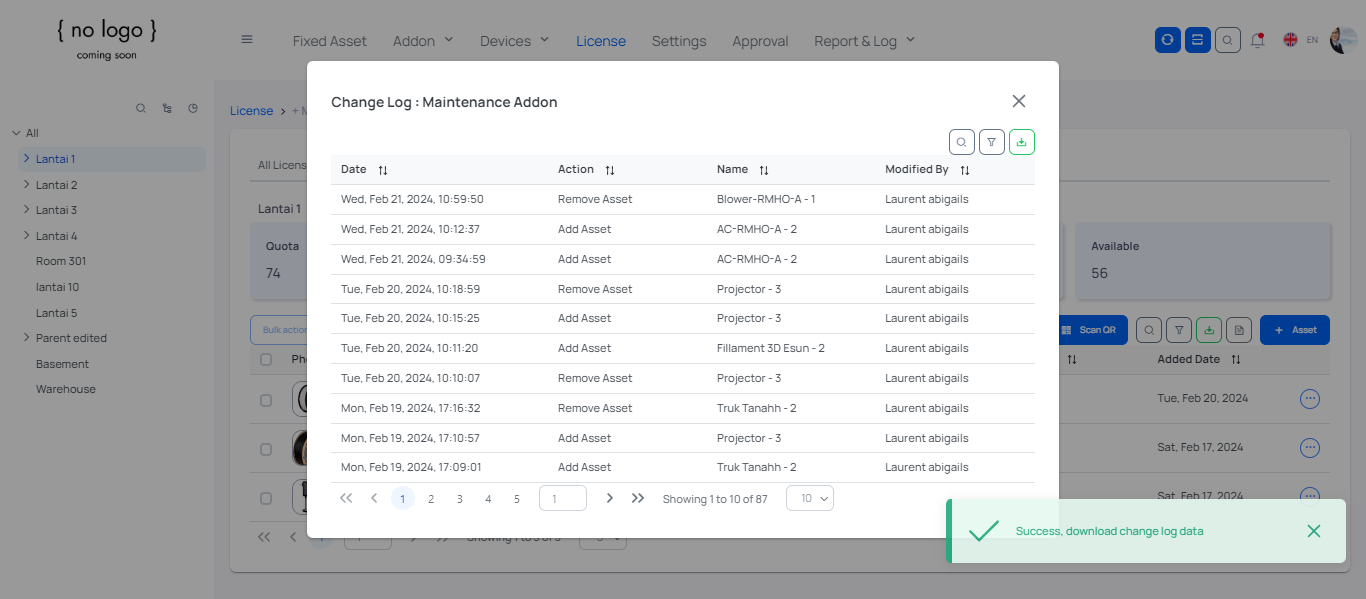 { no logo }
coming soon
Fixed Asset Addon Devices License Settings Approval Report & Log EN
All
Lantai 1
Lantai 2
Lantai 3
Lantai 4
Room 301
lantai 10
Lantai 5
Parent edited
Basement
Warehouse
License > + M
All Licens
Lantai 1
Quota
74
Available
56
Bulk action
Scan QR
+ Asset
Pho
Added Date
Tue, Feb 20, 2024
Sat, Feb 17, 2024
Sat, Feb 17, 2024
Change Log : Maintenance Addon
Date Action Name Modified By
Wed, Feb 21, 2024, 10:59:50 Remove Asset Blower-RMHO-A - 1 Laurent abigails
Wed, Feb 21, 2024, 10:12:37 Add Asset AC-RMHO-A - 2 Laurent abigails
Wed, Feb 21, 2024, 09:34:59 Add Asset AC-RMHO-A - 2 Laurent abigails
Tue, Feb 20, 2024, 10:18:59 Remove Asset Projector - 3 Laurent abigails
Tue, Feb 20, 2024, 10:15:25 Add Asset Projector - 3 Laurent abigails
Tue, Feb 20, 2024, 10:11:20 Add Asset Fillament 3D Esun - 2 Laurent abigails
Tue, Feb 20, 2024, 10:10:07 Remove Asset Projector - 3 Laurent abigails
Mon, Feb 19, 2024, 17:16:32 Remove Asset Truk Tanahh - 2 Laurent abigails
Mon, Feb 19, 2024, 17:10:57 Add Asset Projector - 3 Laurent abigails
Mon, Feb 19, 2024, 17:09:01 Add Asset Truk Tanahh - 2 Laurent abigails
1 2 3 4 5 1 Showing 1 to 10 of 87 10
Success, download change log data